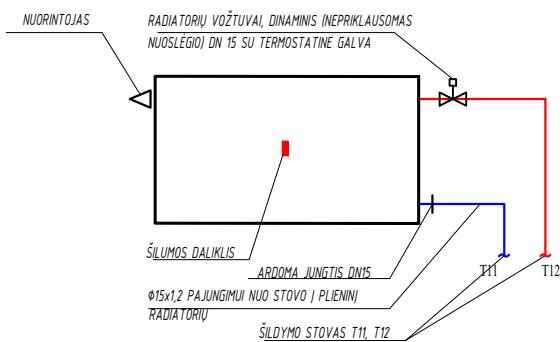 NUORINTOJAS
RADIATORIŲ VOŽTUVAI, DINAMINIS (NEPRIKLAUSOMAS
NUOSLĖGIO) DN 15 SU TERMOSTATINE GALVA
ŠILUMOS DALIKLIS
ARDOMA JUNGTIS DN15
T11
T12
Φ15x1,2 PAJUNGIMUI NUO STOVO Į PLIENINĮ
RADIATORIŲ
ŠILDYMO STOVAS T11, T12